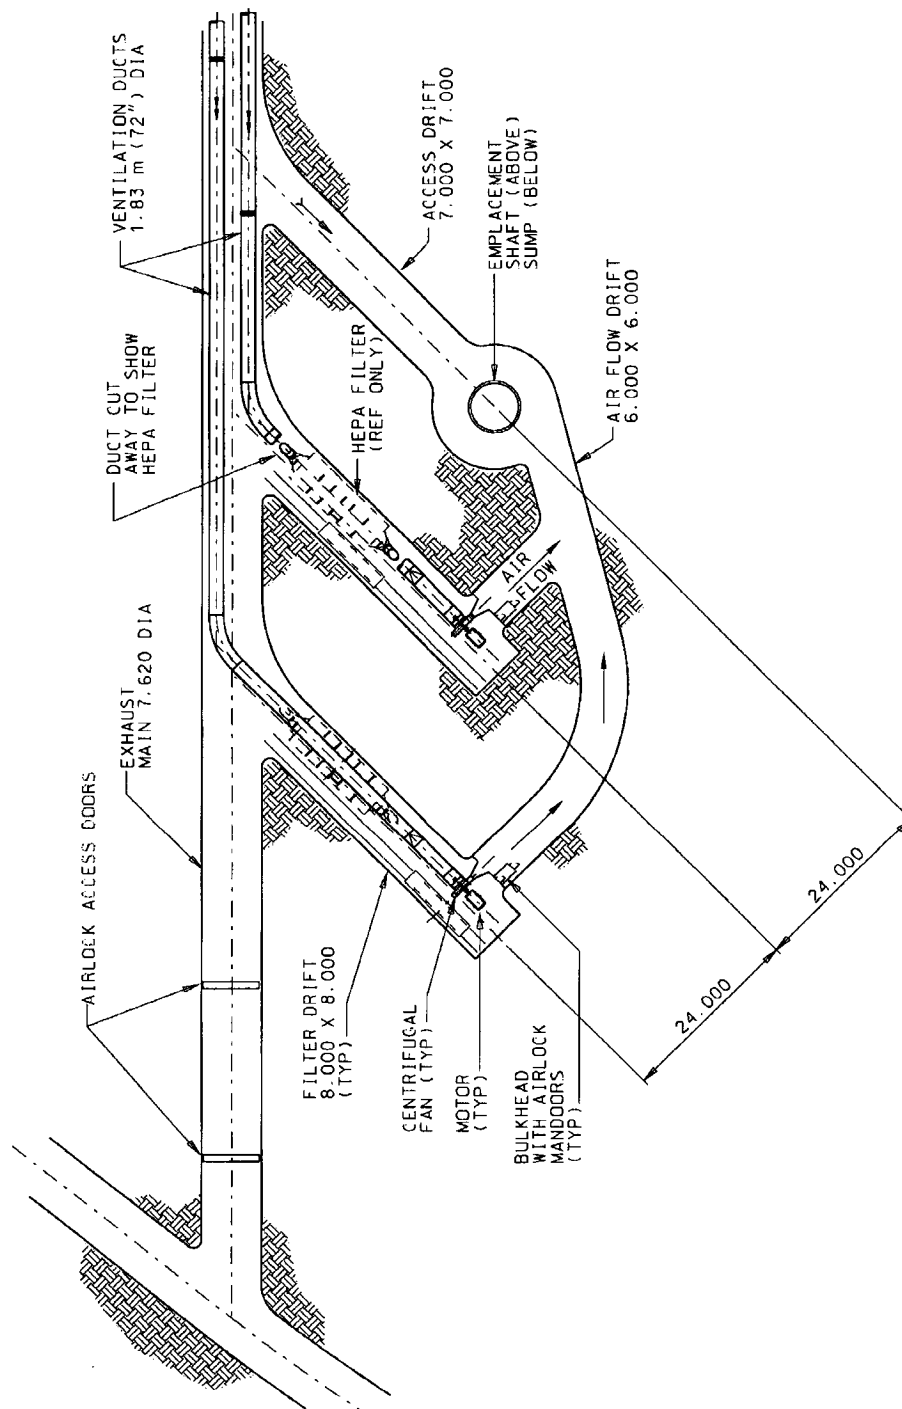 AIRLOCK ACCESS DOORS
EXHAUST
MAIN 7.620 DIA
DUCT CUT
AWAY TO SHOW
HEPA FILTER
VENTILATION DUCTS
1.83 m (72") DIA
FILTER DRIFT
8.000 X 8.000
(TYP)
CENTRIFUGAL
FAN (TYP)
MOTOR
(TYP)
BULKHEAD
WITH AIRLOCK
MANDOORS
(TYP)
HEPA FILTER
(REF ONLY)
AIR
FLOW
ACCESS DRIFT
7.000 X 7.000
EMPLACEMENT
SHAFT (ABOVE)
SUMP (BELOW)
AIR FLOW DRIFT
6.000 X 6.000
24.000
24.000